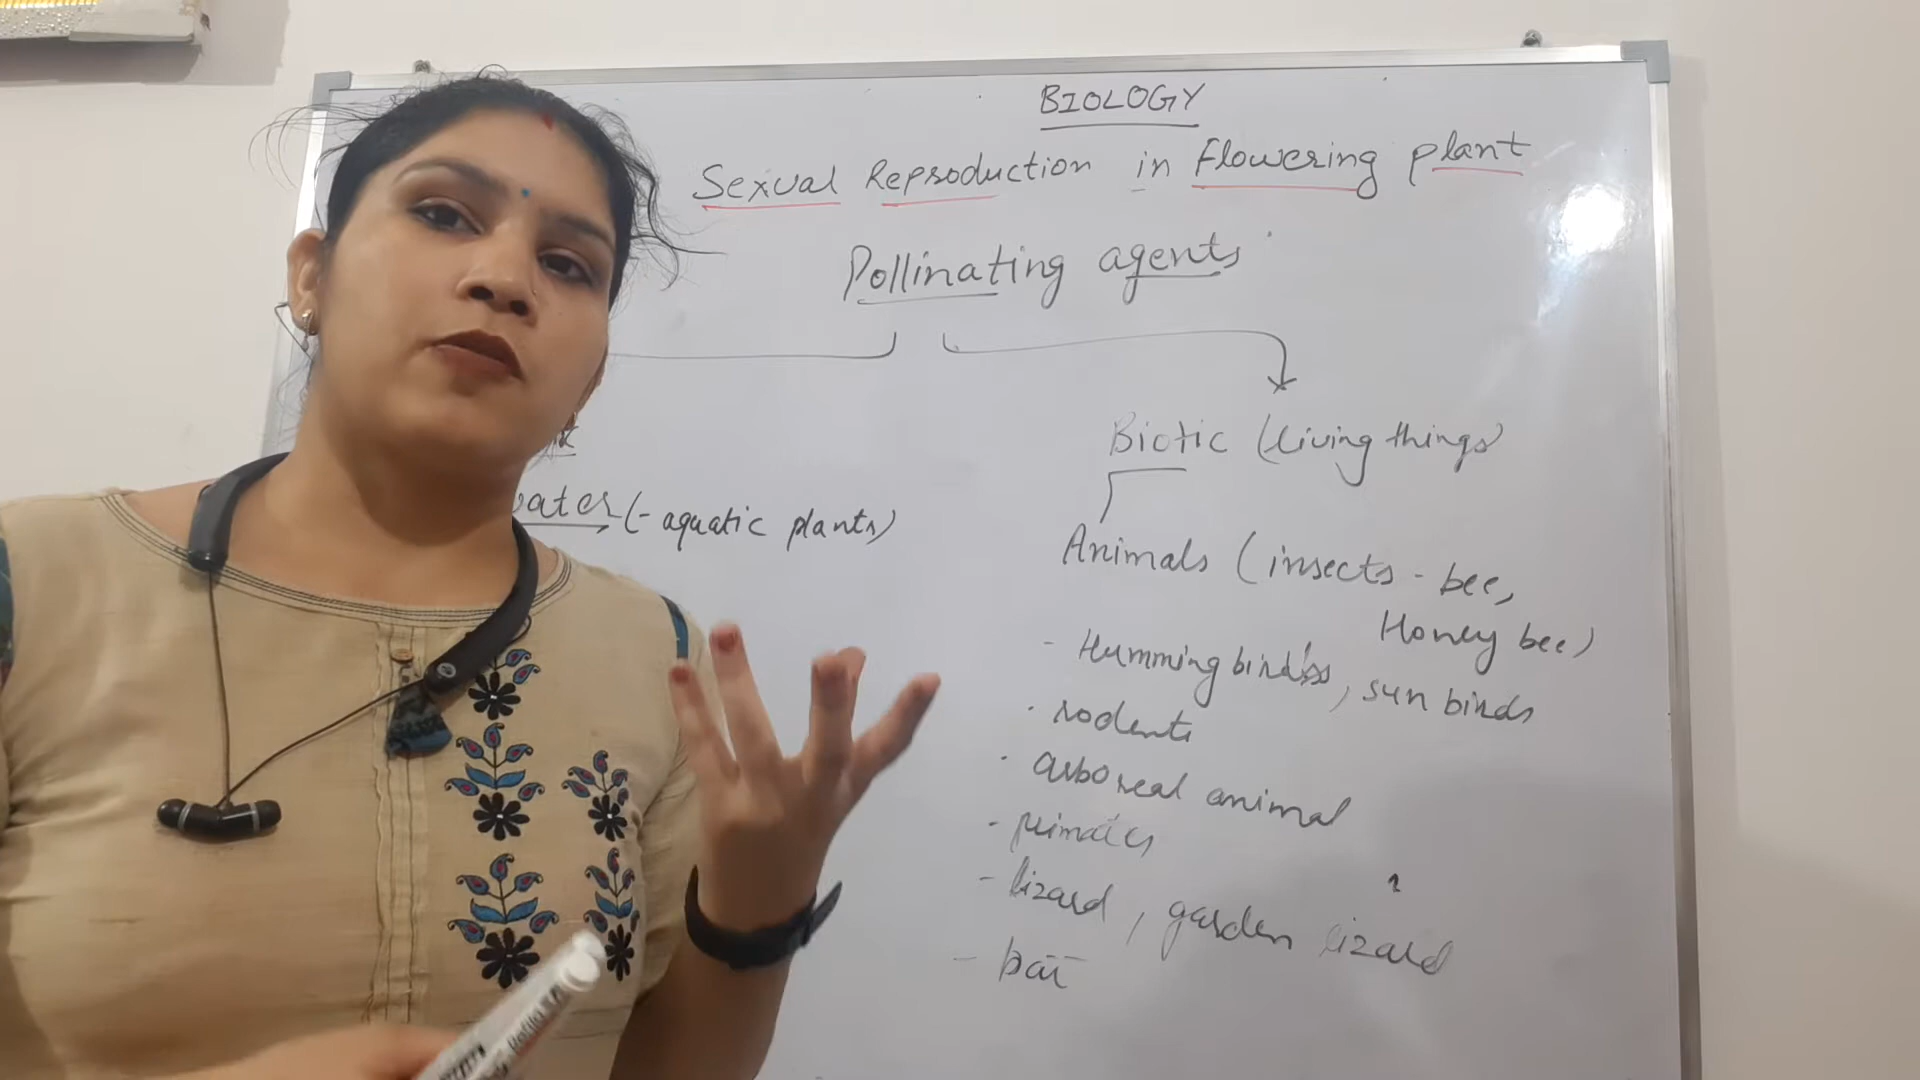 BIOLOGY
Sexual Reproduction in flowering plant
Pollinating agents
Biotic (living things)
water (- aquatic plants)
Animals (insects - bee,
Honey bee)
- Humming birds, sun birds
. rodents
. arboreal animal
- primates
- lizard, garden lizard
- bat